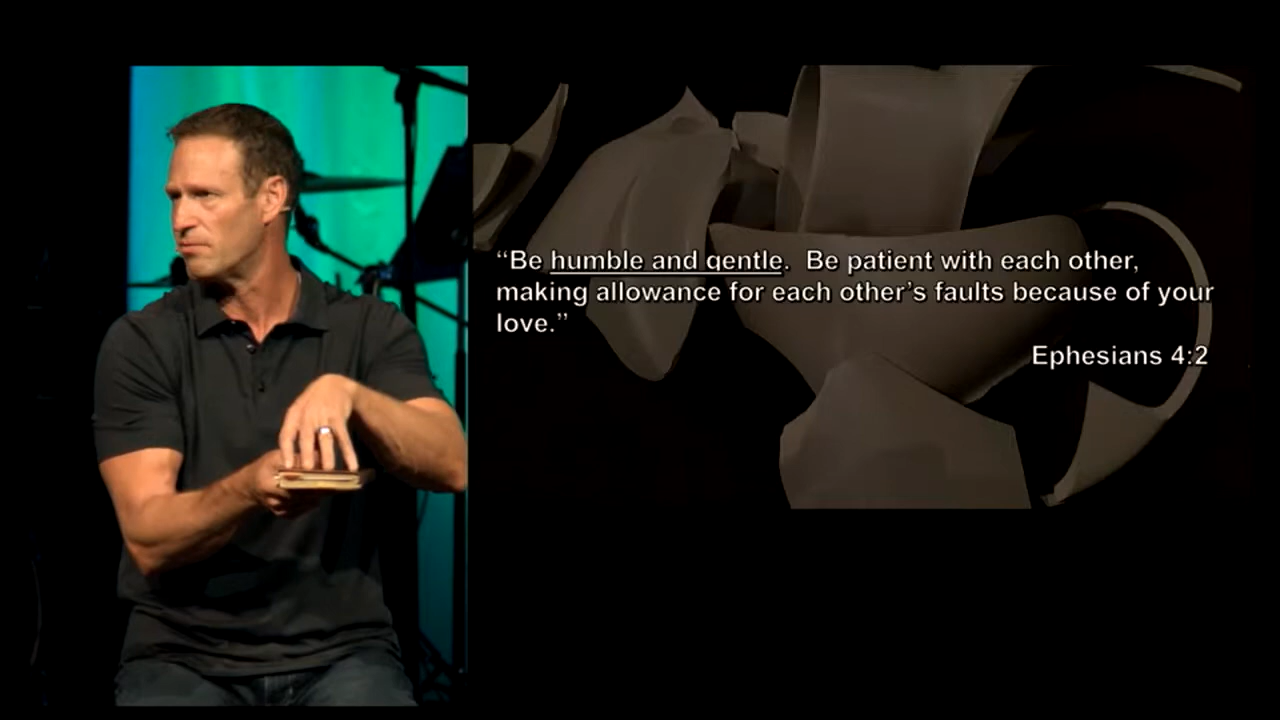 “Be humble and gentle.  Be patient with each other,
making allowance for each other’s faults because of your
love.”
Ephesians 4:2